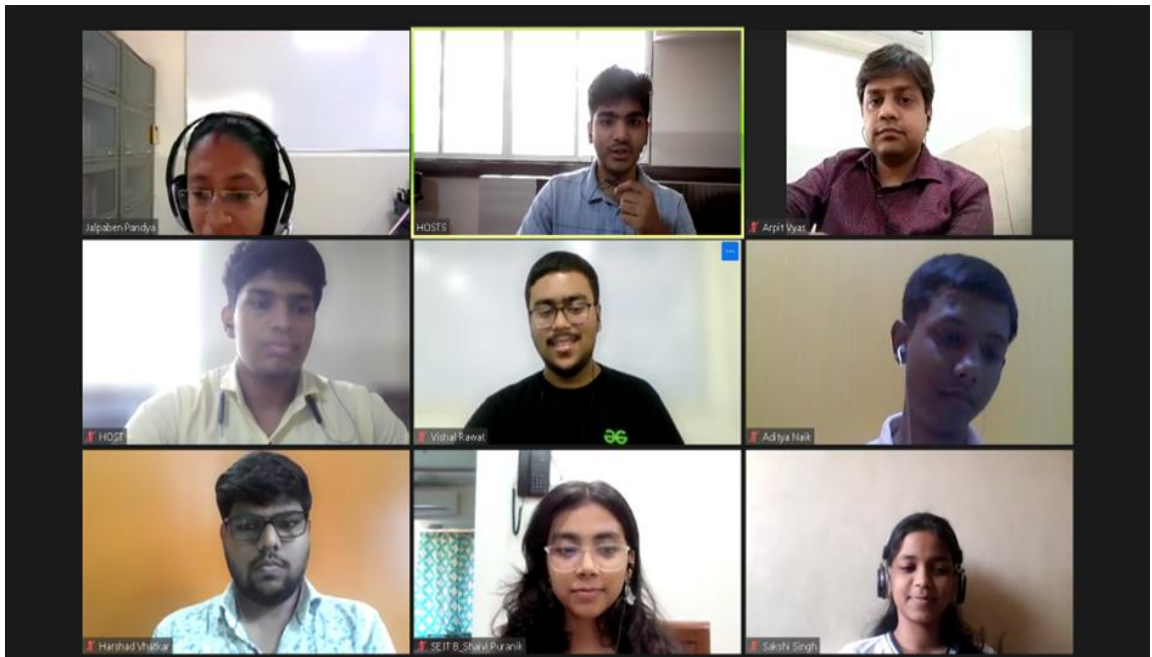 Jalpaben Pandya
HOSTS
Arpit Vyas
HOST
Vishal Rawat
Aditya Naik
Harshad Vhatkar
SE IT B_Shaivi Puranik
Sakshi Singh